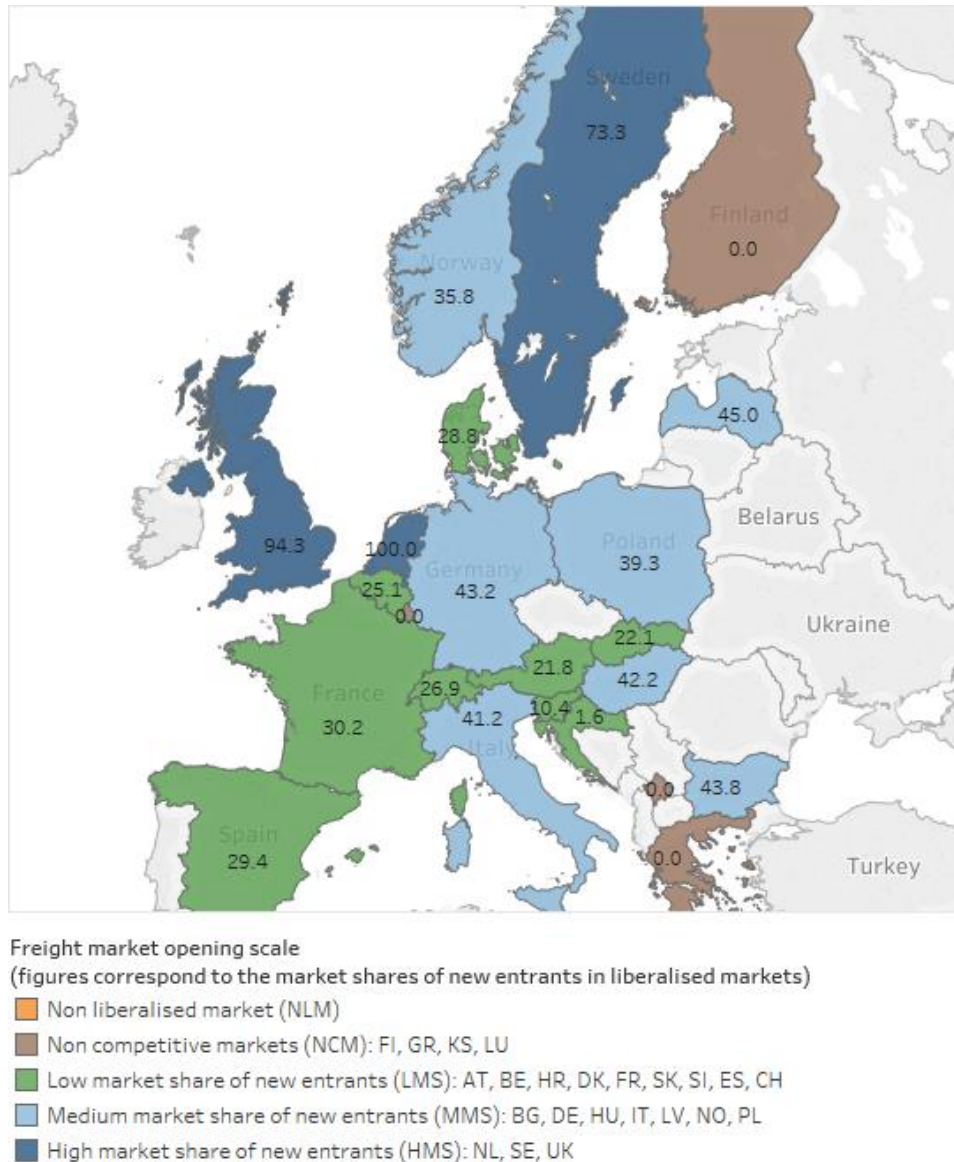 Sweden
73.3
Finland
0.0
Norway
35.8
28.8
45.0
Belarus
94.3
100.0
Germany
43.2
Poland
39.3
25.1
0.0
Ukraine
22.1
21.8
42.2
France
30.2
26.9
41.2
Italy
10.4
1.6
0.0
43.8
Spain
29.4
0.0
Turkey
Freight market opening scale
(figures correspond to the market shares of new entrants in liberalised markets)
Non liberalised market (NLM)
Non competitive markets (NCM): FI, GR, KS, LU
Low market share of new entrants (LMS): AT, BE, HR, DK, FR, SK, SI, ES, CH
Medium market share of new entrants (MMS): BG, DE, HU, IT, LV, NO, PL
High market share of new entrants (HMS): NL, SE, UK